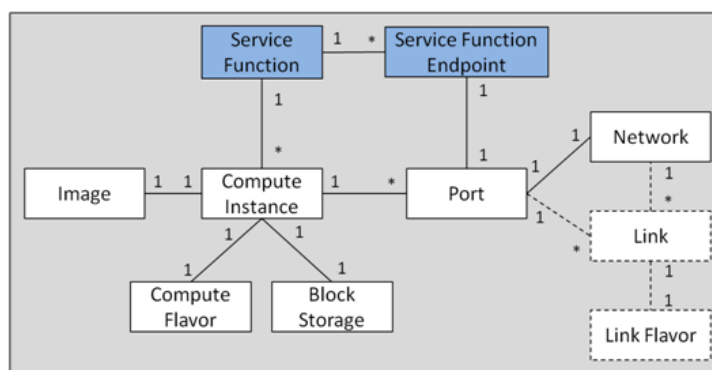 Service
Function
1
*
Service Function
Endpoint
1
1
*
1
1
Network
1
*
Image
1
1
Compute
Instance
1
*
Port
1
1
*
Link
1
1
1
1
1
1
Compute
Flavor
Block
Storage
Link Flavor